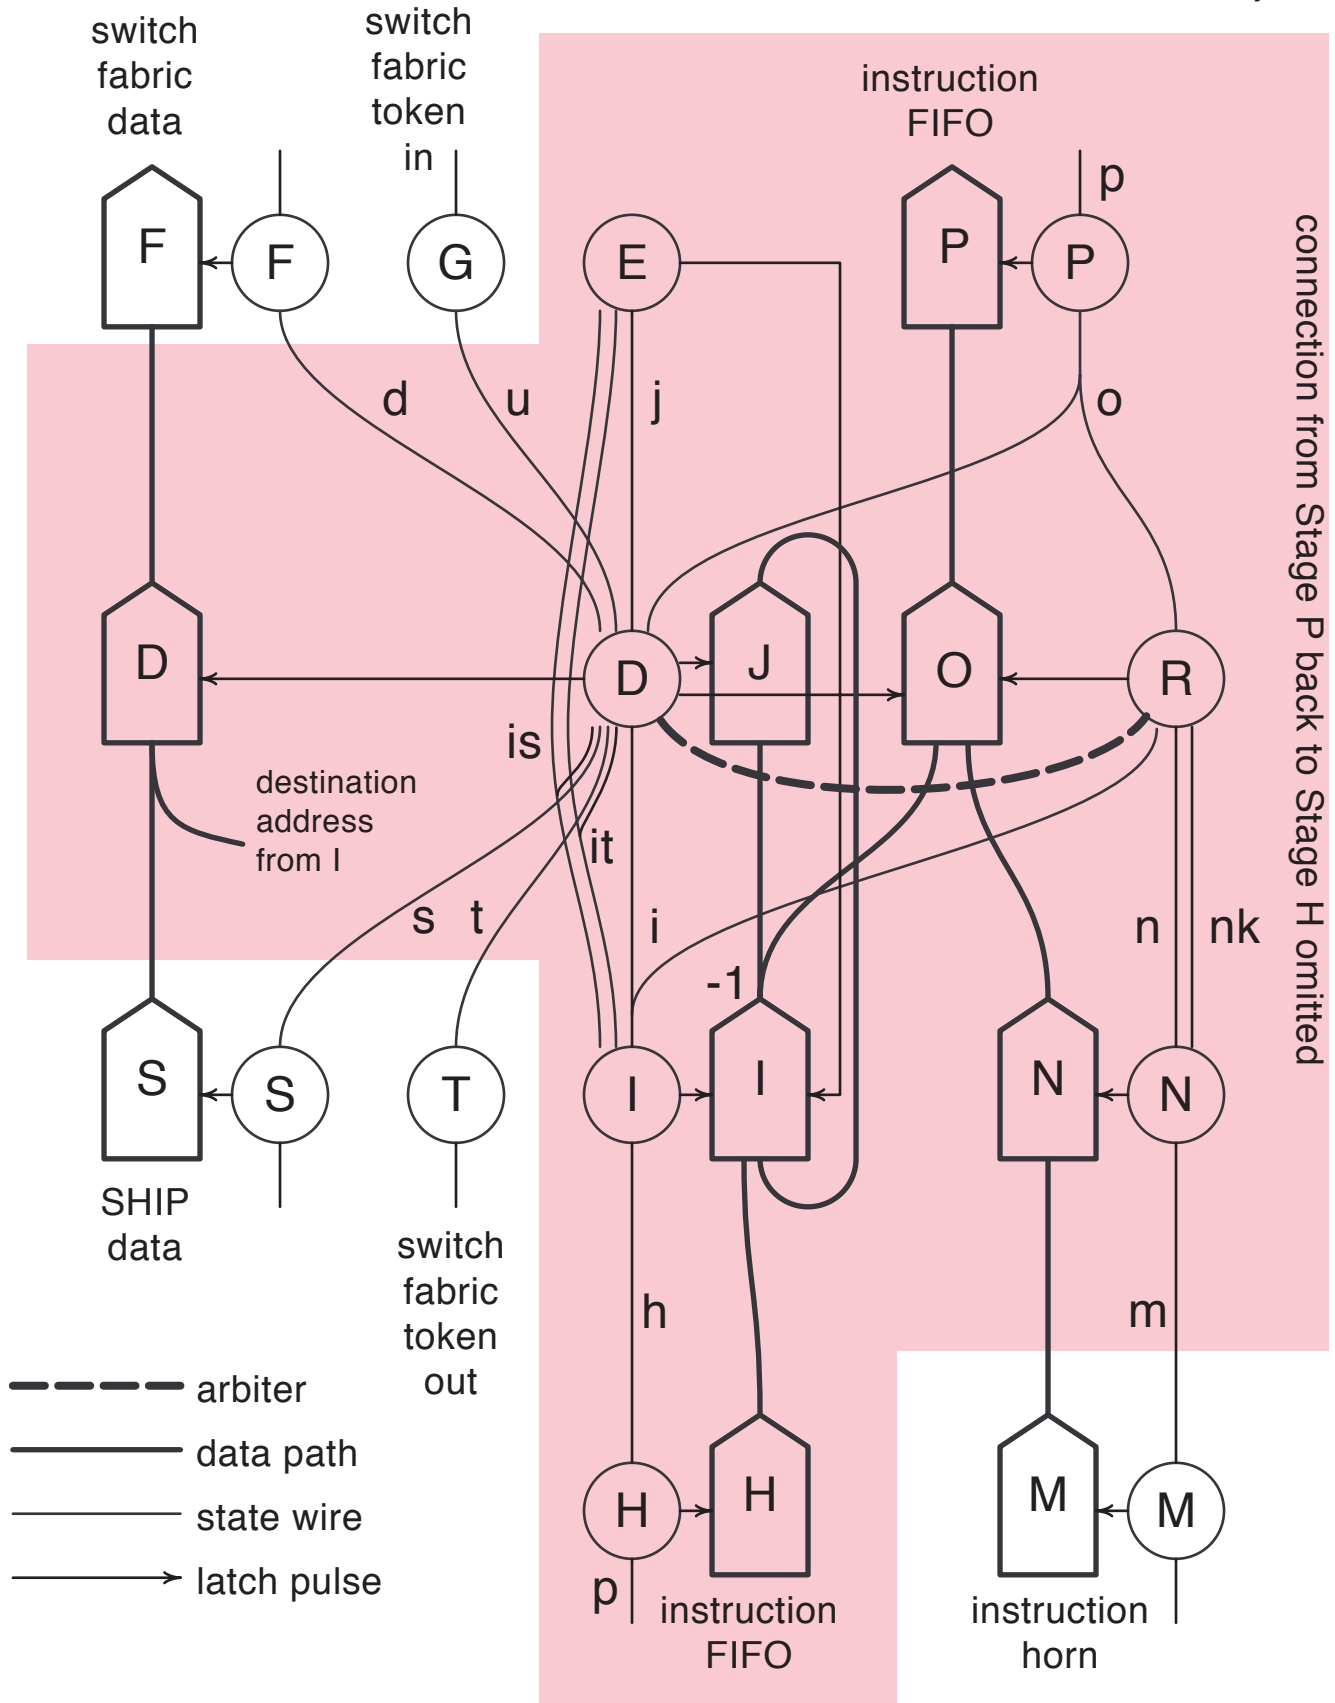 switch
fabric
data
switch
fabric
token
in
instruction
FIFO
p
F
F
G
E
P
P
connection from Stage P back to Stage H omitted
d
u
j
o
D
D
J
O
R
is
destination
address
from I
it
s
t
i
n
nk
-1
S
S
T
I
I
N
N
SHIP
data
switch
fabric
token
out
h
m
arbiter
data path
state wire
latch pulse
H
H
M
M
p
instruction
FIFO
instruction
horn